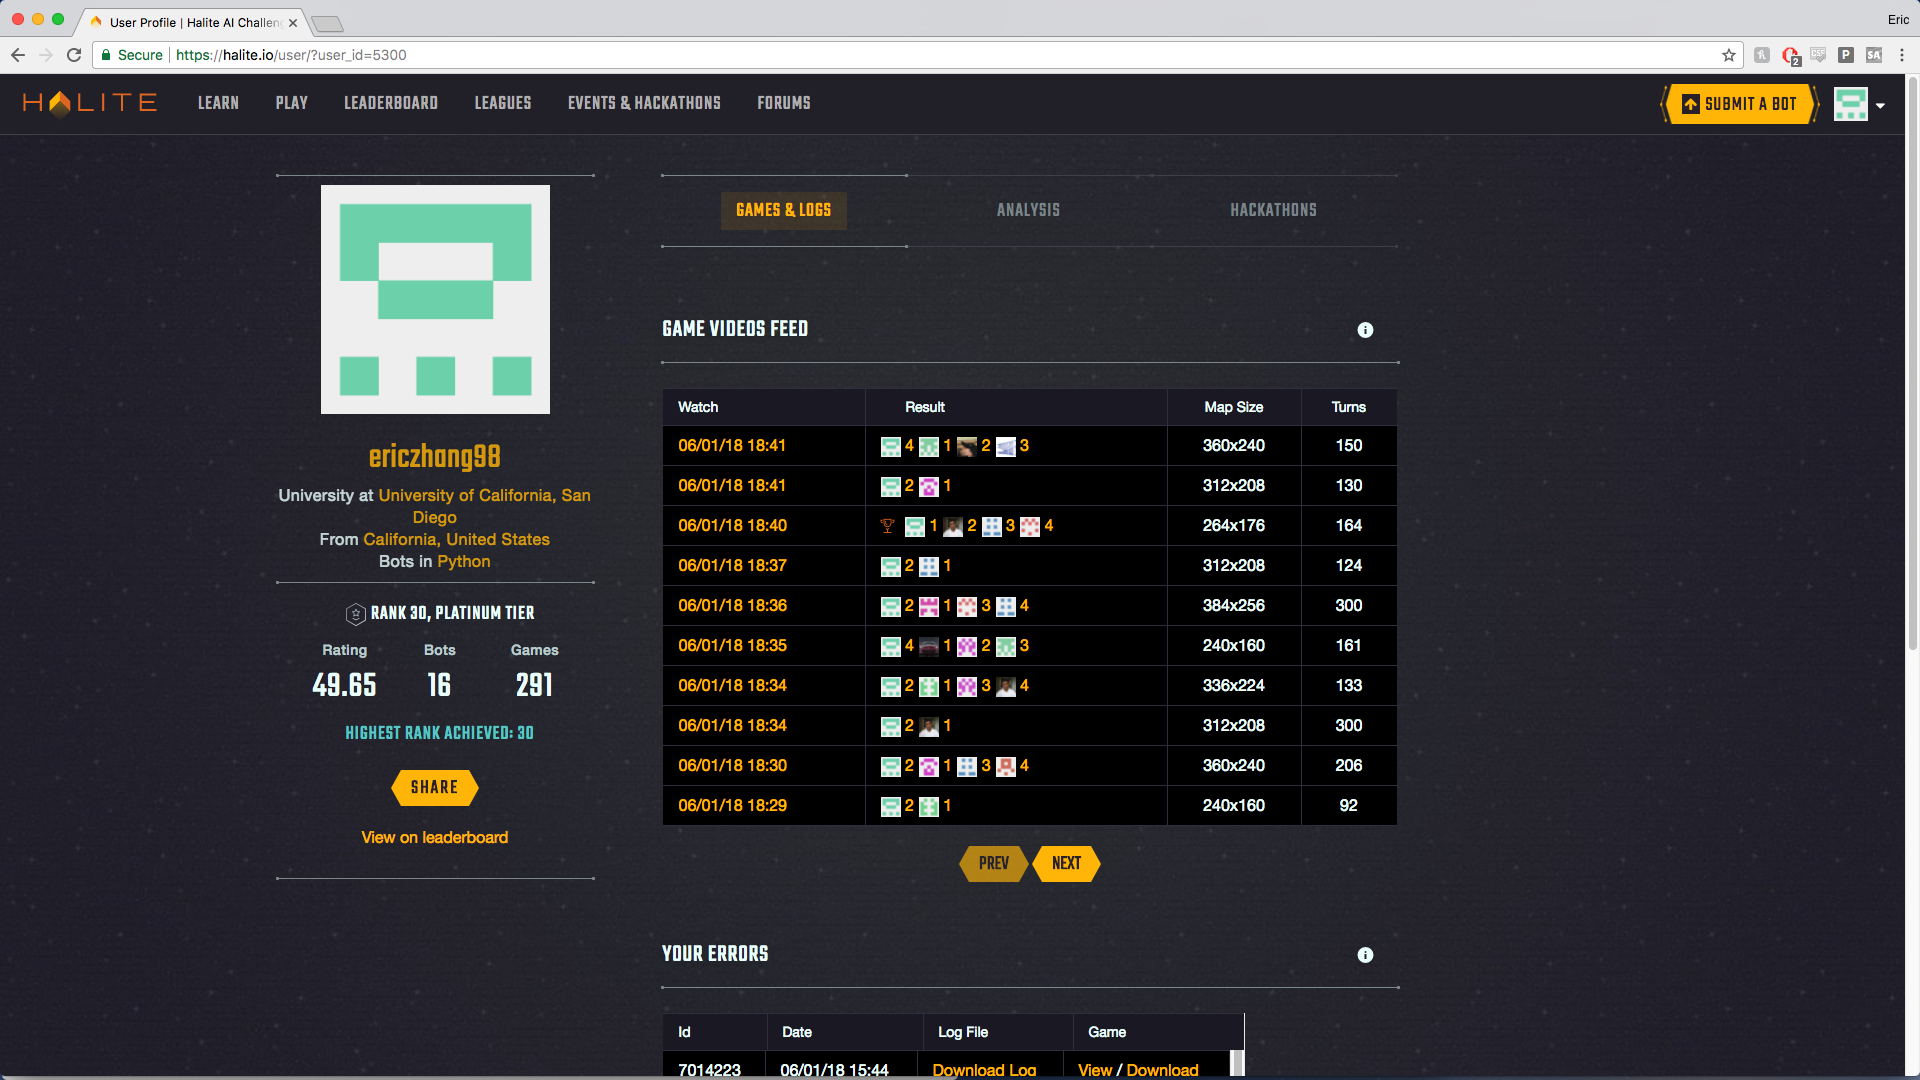 User Profile | Halite AI Challeng
Eric
Secure https://halite.io/user/?user_id=5300
2
P
SA
HALITE
LEARN
PLAY
LEADERBOARD
LEAGUES
EVENTS & HACKATHONS
FORUMS
SUBMIT A BOT
ericzhang98
University at University of California, San
Diego
From California, United States
Bots in Python
RANK 30, PLATINUM TIER
Rating Bots Games
49.65 16 291
HIGHEST RANK ACHIEVED: 30
SHARE
View on leaderboard
GAMES & LOGS
ANALYSIS
HACKATHONS
GAME VIDEOS FEED
Watch Result Map Size Turns
06/01/18 18:41 4 1 2 3 360x240 150
06/01/18 18:41 2 1 312x208 130
06/01/18 18:40 1 2 3 4 264x176 164
06/01/18 18:37 2 1 312x208 124
06/01/18 18:36 2 1 3 4 384x256 300
06/01/18 18:35 4 1 2 3 240x160 161
06/01/18 18:34 2 1 3 4 336x224 133
06/01/18 18:34 2 1 312x208 300
06/01/18 18:30 2 1 3 4 360x240 206
06/01/18 18:29 2 1 240x160 92
PREV NEXT
YOUR ERRORS
Id Date Log File Game
7014223 06/01/18 15:44 Download Log View / Download